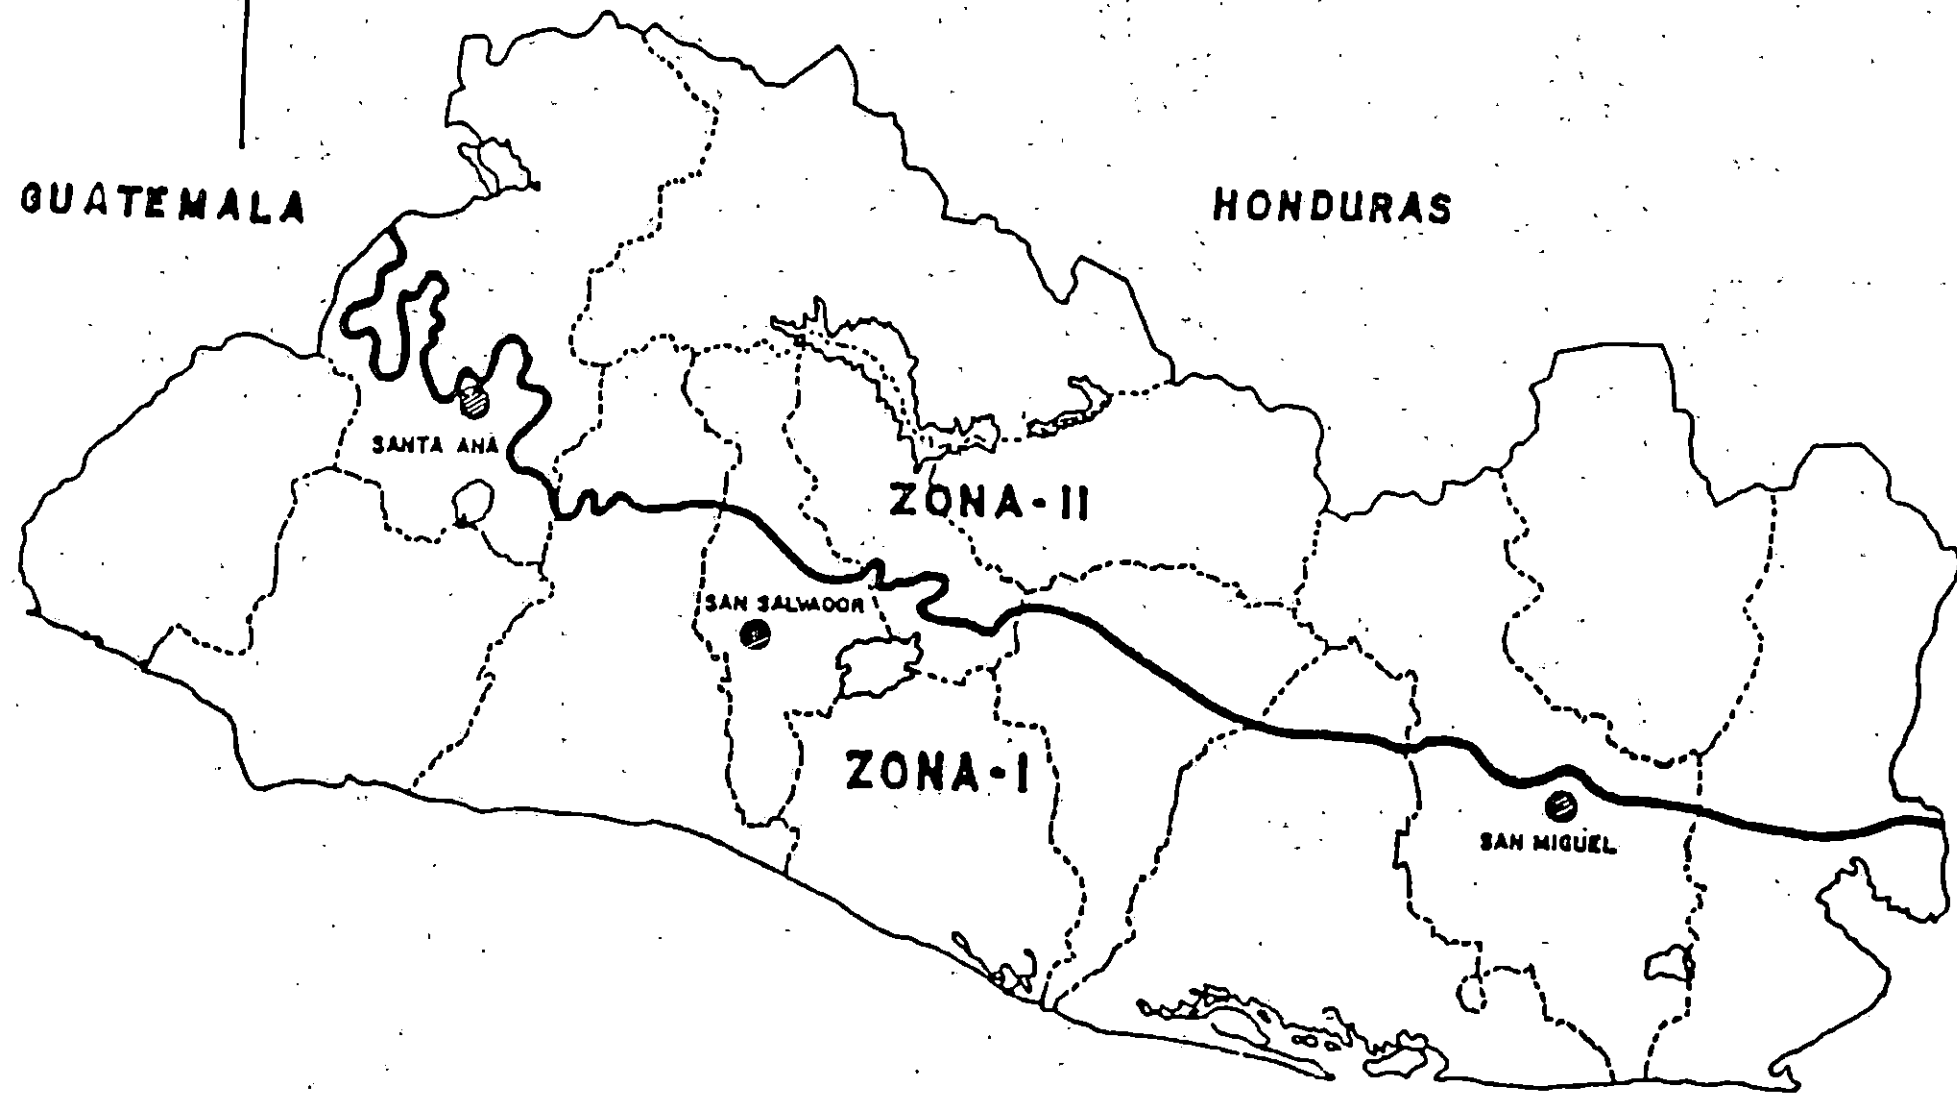 GUATEMALA
HONDURAS
SANTA ANA
ZONA-II
SAN SALVADOR
ZONA-I
SAN MIGUEL